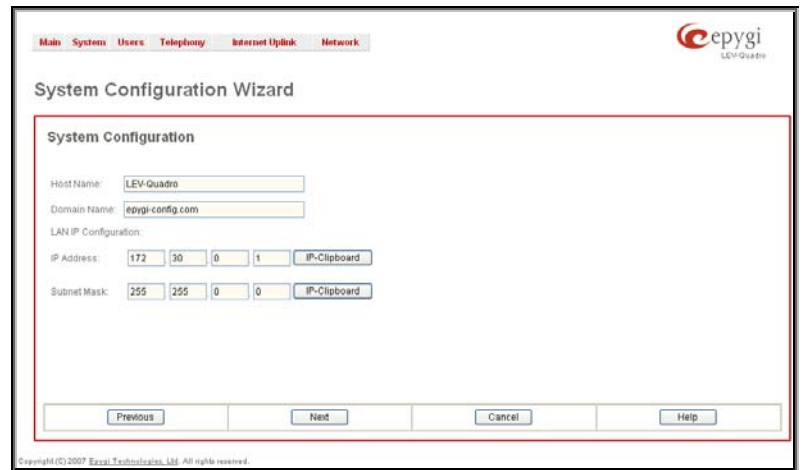 Main System Users Telephony Internet Uplink Network
epygi
LEV-Quadro
System Configuration Wizard
System Configuration
Host Name: LEV-Quadro
Domain Name: epygi-config.com
LAN IP Configuration:
IP Address: 172 . 30 . 0 . 1 IP-Clipboard
Subnet Mask: 255 . 255 . 0 . 0 IP-Clipboard
Previous Next Cancel Help
Copyright (C) 2007 Epygi Technologies, Ltd. All rights reserved.